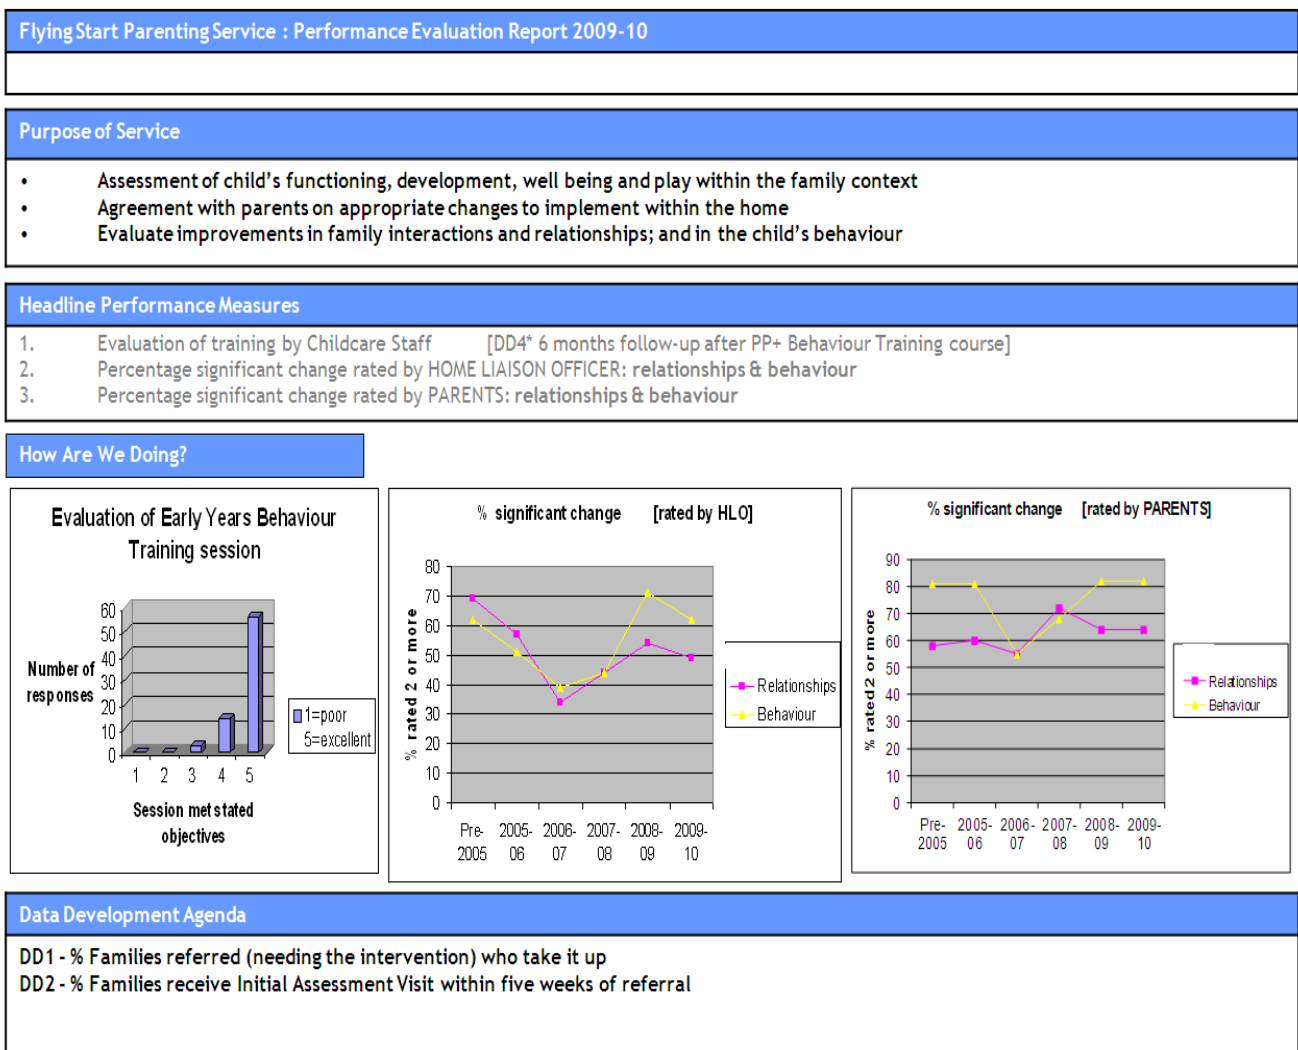 Flying Start Parenting Service : Performance Evaluation Report 2009-10
Purpose of Service
• Assessment of child's functioning, development, well being and play within the family context
• Agreement with parents on appropriate changes to implement within the home
• Evaluate improvements in family interactions and relationships; and in the child's behaviour
Headline Performance Measures
1. Evaluation of training by Childcare Staff [DD4* 6 months follow-up after PP+ Behaviour Training course]
2. Percentage significant change rated by HOME LIAISON OFFICER: relationships & behaviour
3. Percentage significant change rated by PARENTS: relationships & behaviour
How Are We Doing?
Evaluation of Early Years Behaviour
Training session
60
50
40
30
20
10
0
Number of
responses
1 2 3 4 5
Session met stated
objectives
1=poor
5=excellent
% significant change [rated by HLO]
% rated 2 or more
80
70
60
50
40
30
20
10
0
Pre- 2005- 2006- 2007- 2008- 2009-
2005 06 07 08 09 10
Relationships
Behaviour
% significant change [rated by PARENTS]
% rated 2 or more
90
80
70
60
50
40
30
20
10
0
Pre- 2005- 2006- 2007- 2008- 2009-
2005 06 07 08 09 10
Relationships
Behaviour
Data Development Agenda
DD1 - % Families referred (needing the intervention) who take it up
DD2 - % Families receive Initial Assessment Visit within five weeks of referral